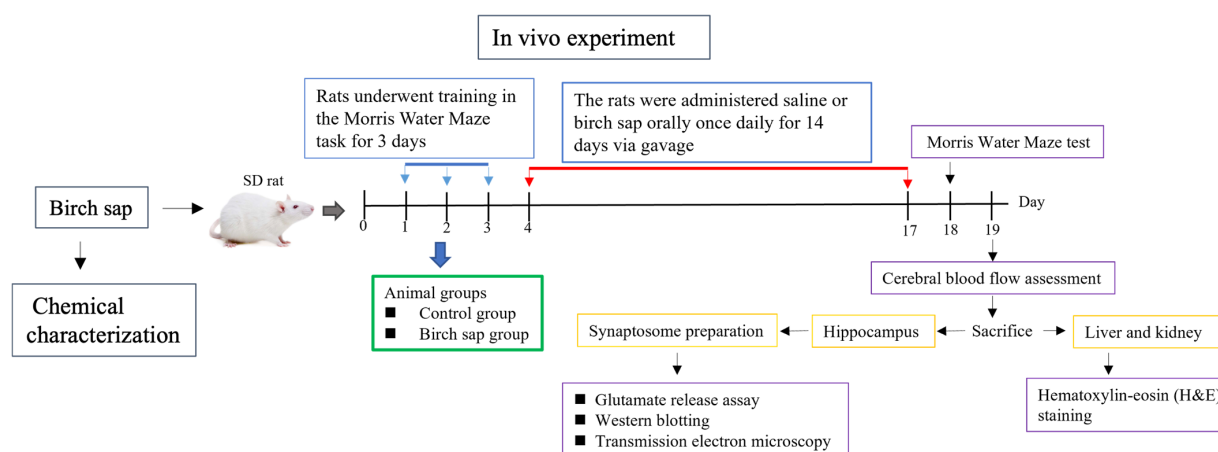 In vivo experiment
Rats underwent training in
the Morris Water Maze
task for 3 days
The rats were administered saline or
birch sap orally once daily for 14
days via gavage
Morris Water Maze test
SD rat
Birch sap
Day
0
1
2
3
4
17
18
19
Chemical
characterization
Animal groups
■ Control group
■ Birch sap group
Cerebral blood flow assessment
Synaptosome preparation
Hippocampus
Sacrifice
Liver and kidney
■ Glutamate release assay
■ Western blotting
■ Transmission electron microscopy
Hematoxylin-eosin (H&E)
staining